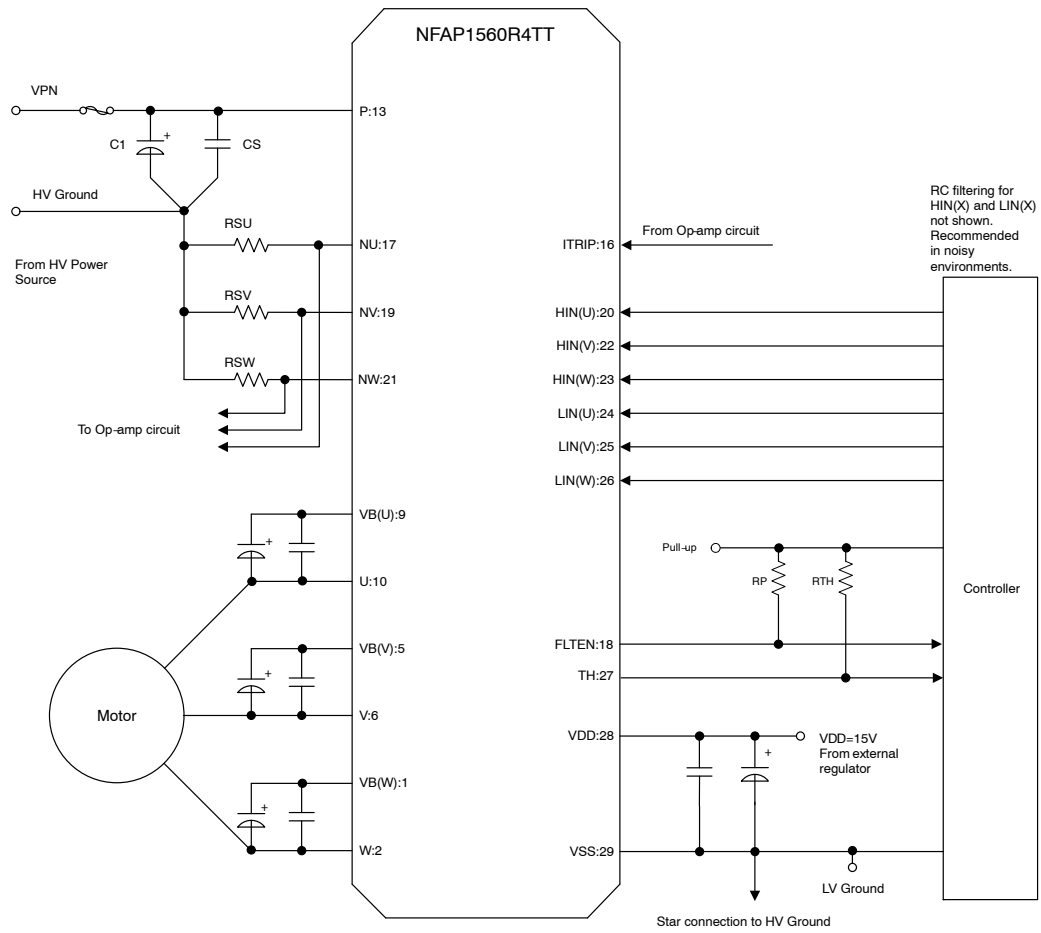 NFAP1560R4TT
VPN
P:13
C1
+
CS
HV Ground
RSU
NU:17
From HV Power
Source
RSV
NV:19
RSW
NW:21
To Op-amp circuit
VB(U):9
+
U:10
VB(V):5
+
V:6
Motor
VB(W):1
+
W:2
ITRIP:16
From Op-amp circuit
RC filtering for
HIN(X) and LIN(X)
not shown.
Recommended
in noisy
environments.
HIN(U):20
HIN(V):22
HIN(W):23
LIN(U):24
LIN(V):25
LIN(W):26
Pull-up
RP
RTH
Controller
FLTEN:18
TH:27
VDD:28
+
VDD=15V
From external
regulator
VSS:29
LV Ground
Star connection to HV Ground